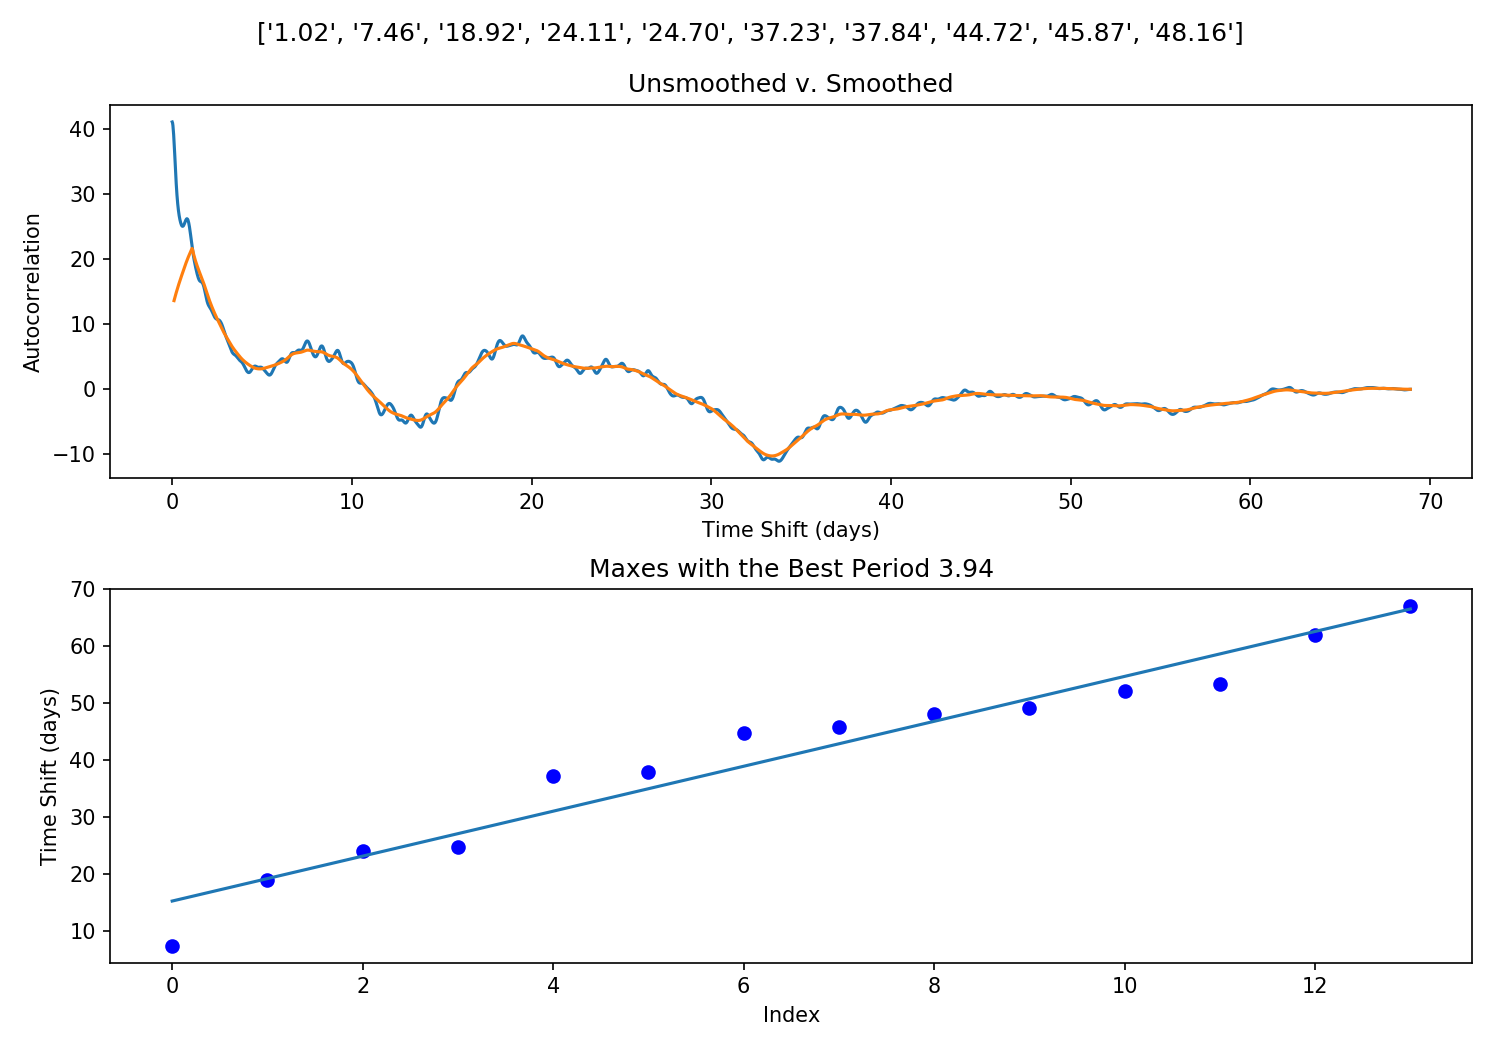 ['1.02', '7.46', '18.92', '24.11', '24.70', '37.23', '37.84', '44.72', '45.87', '48.16']
Unsmoothed v. Smoothed
Autocorrelation
40
30
20
10
0
−10
0 10 20 30 40 50 60 70
Time Shift (days)
Maxes with the Best Period 3.94
Time Shift (days)
70
60
50
40
30
20
10
0 2 4 6 8 10 12
Index